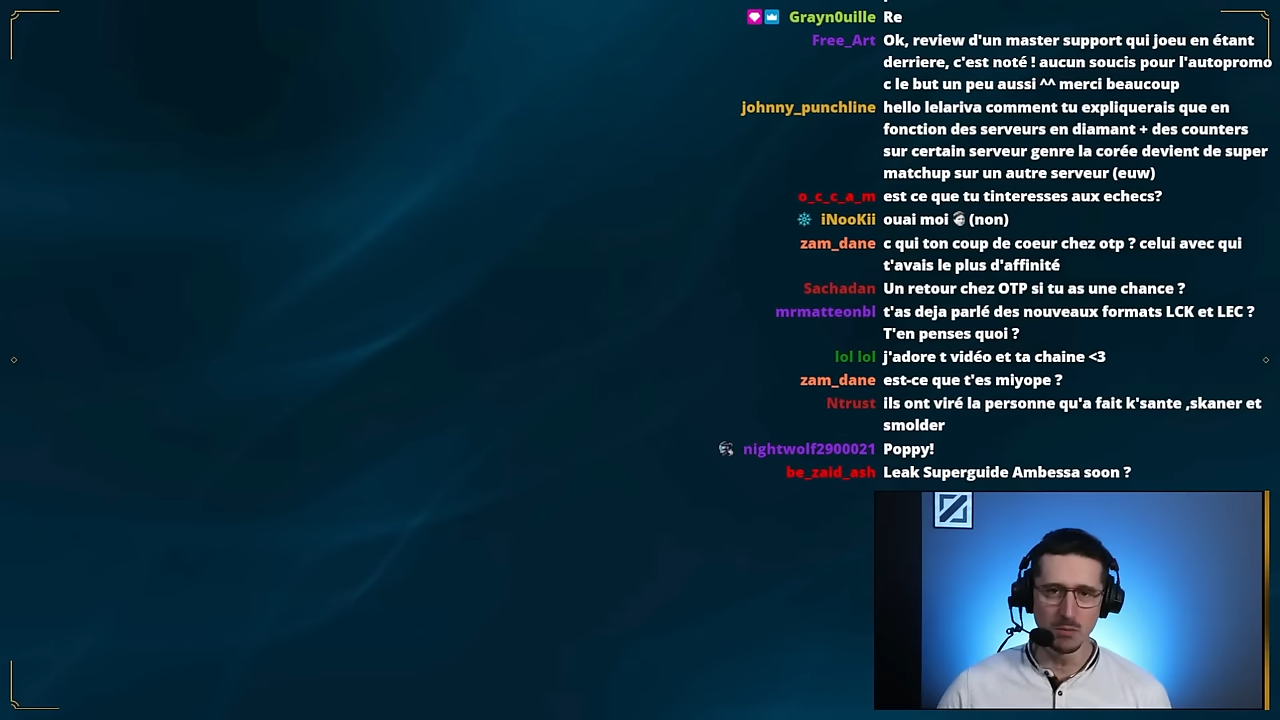 Grayn0uille Re
Free_Art Ok, review d'un master support qui joeu en étant
derriere, c'est noté ! aucun soucis pour l'autopromo
c le but un peu aussi ^^ merci beaucoup
johnny_punchline hello lelariva comment tu expliquerais que en
fonction des serveurs en diamant + des counters
sur certain serveur genre la corée devient de super
matchup sur un autre serveur (euw)
o_c_c_a_m est ce que tu tinteresses aux echecs?
iNooKii ouai moi (non)
zam_dane c qui ton coup de coeur chez otp ? celui avec qui
t'avais le plus d'affinité
Sachadan Un retour chez OTP si tu as une chance ?
mrmatteonbl t'as deja parlé des nouveaux formats LCK et LEC ?
T'en penses quoi ?
lol lol j'adore t vidéo et ta chaine <3
zam_dane est-ce que t'es miyope ?
Ntrust ils ont viré la personne qu'a fait k'sante ,skaner et
smolder
nightwolf2900021 Poppy!
be_zaid_ash Leak Superguide Ambessa soon ?